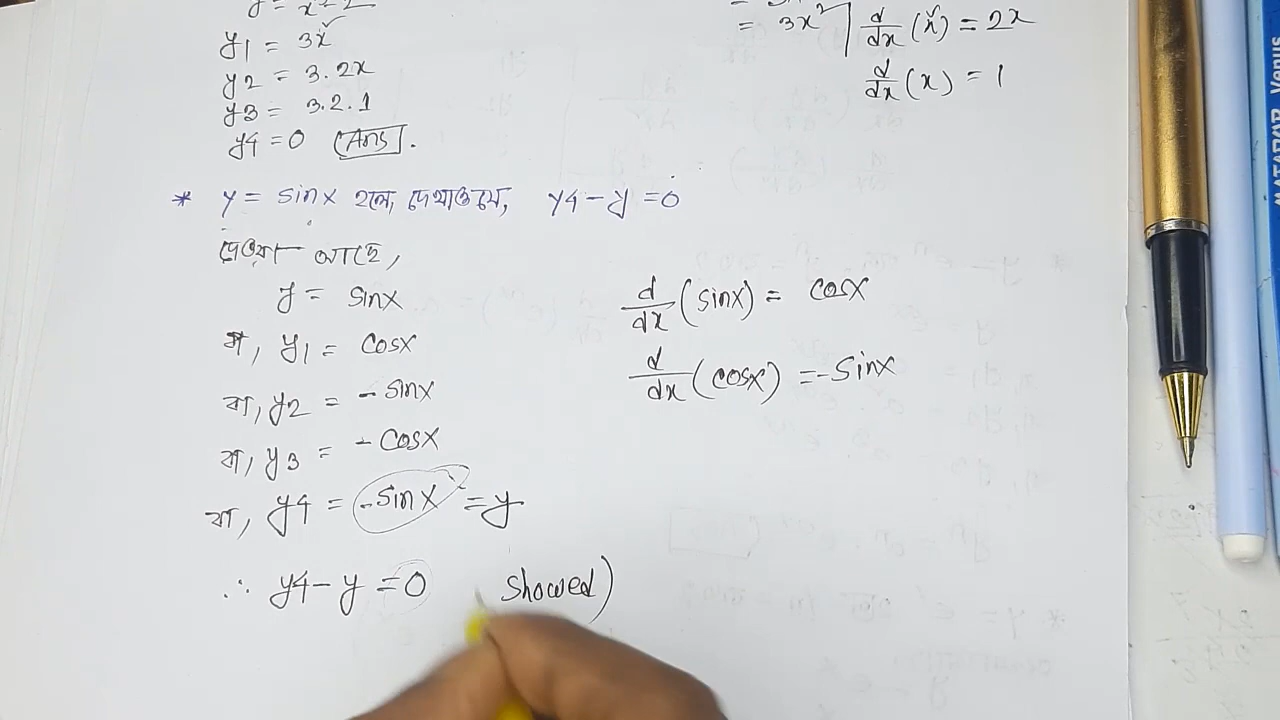 y1 = 3x²
= 3x² | d/dx (x²) = 2x
y2 = 3.2x
d/dx (x) = 1
y3 = 3.2.1
y4 = 0 (Ans).
* y = sinx হলে, দেখাও যে, y4 - y = 0
দেওয়া আছে,
y = sinx
d/dx (sinx) = cosx
বা, y1 = cosx
d/dx (cosx) = -sinx
বা, y2 = - sinx
বা, y3 = - cosx
বা, y4 = -sinx = y
∴ y4 - y = 0 showed)
MATADOR Venus